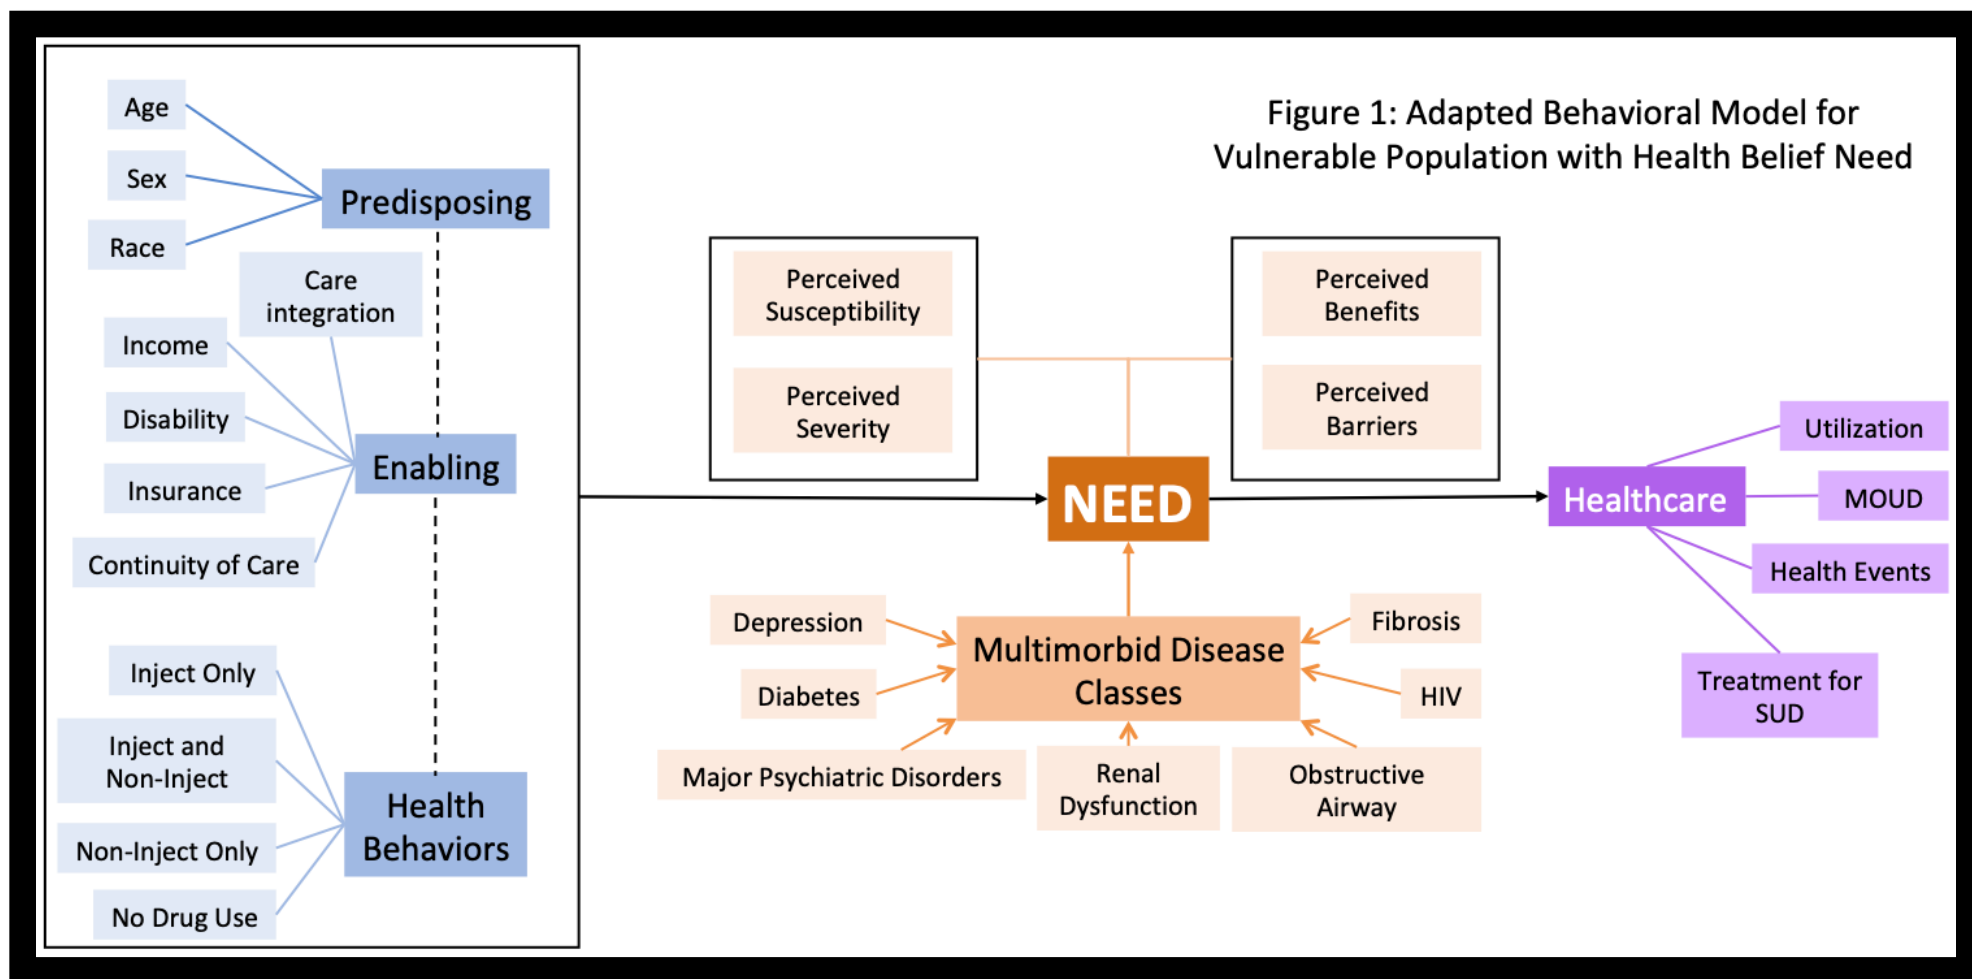 Figure 1: Adapted Behavioral Model for
Vulnerable Population with Health Belief Need
Age
Sex
Race
Predisposing
Care
integration
Income
Disability
Insurance
Continuity of Care
Enabling
Inject Only
Inject and
Non-Inject
Non-Inject Only
No Drug Use
Health
Behaviors
Perceived
Susceptibility
Perceived
Severity
Perceived
Benefits
Perceived
Barriers
NEED
Multimorbid Disease
Classes
Depression
Diabetes
Major Psychiatric Disorders
Renal
Dysfunction
Obstructive
Airway
HIV
Fibrosis
Healthcare
Utilization
MOUD
Health Events
Treatment for
SUD